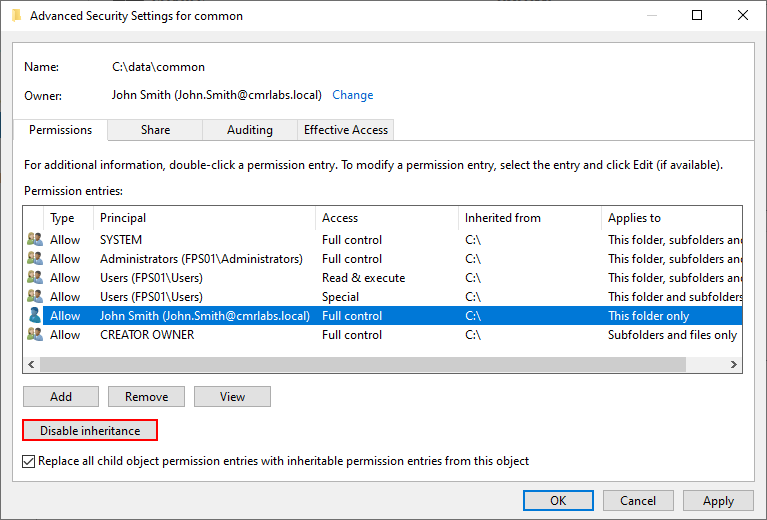 Advanced Security Settings for common
Name: C:\data\common
Owner: John Smith (John.Smith@cmrlabs.local) Change
Permissions Share Auditing Effective Access
For additional information, double-click a permission entry. To modify a permission entry, select the entry and click Edit (if available).
Permission entries:
Type Principal Access Inherited from Applies to
Allow SYSTEM Full control C:\ This folder, subfolders and
Allow Administrators (FPS01\Administrators) Full control C:\ This folder, subfolders and
Allow Users (FPS01\Users) Read & execute C:\ This folder, subfolders and
Allow Users (FPS01\Users) Special C:\ This folder and subfolders
Allow John Smith (John.Smith@cmrlabs.local) Full control C:\ This folder only
Allow CREATOR OWNER Full control C:\ Subfolders and files only
Add Remove View
Disable inheritance
Replace all child object permission entries with inheritable permission entries from this object
OK Cancel Apply